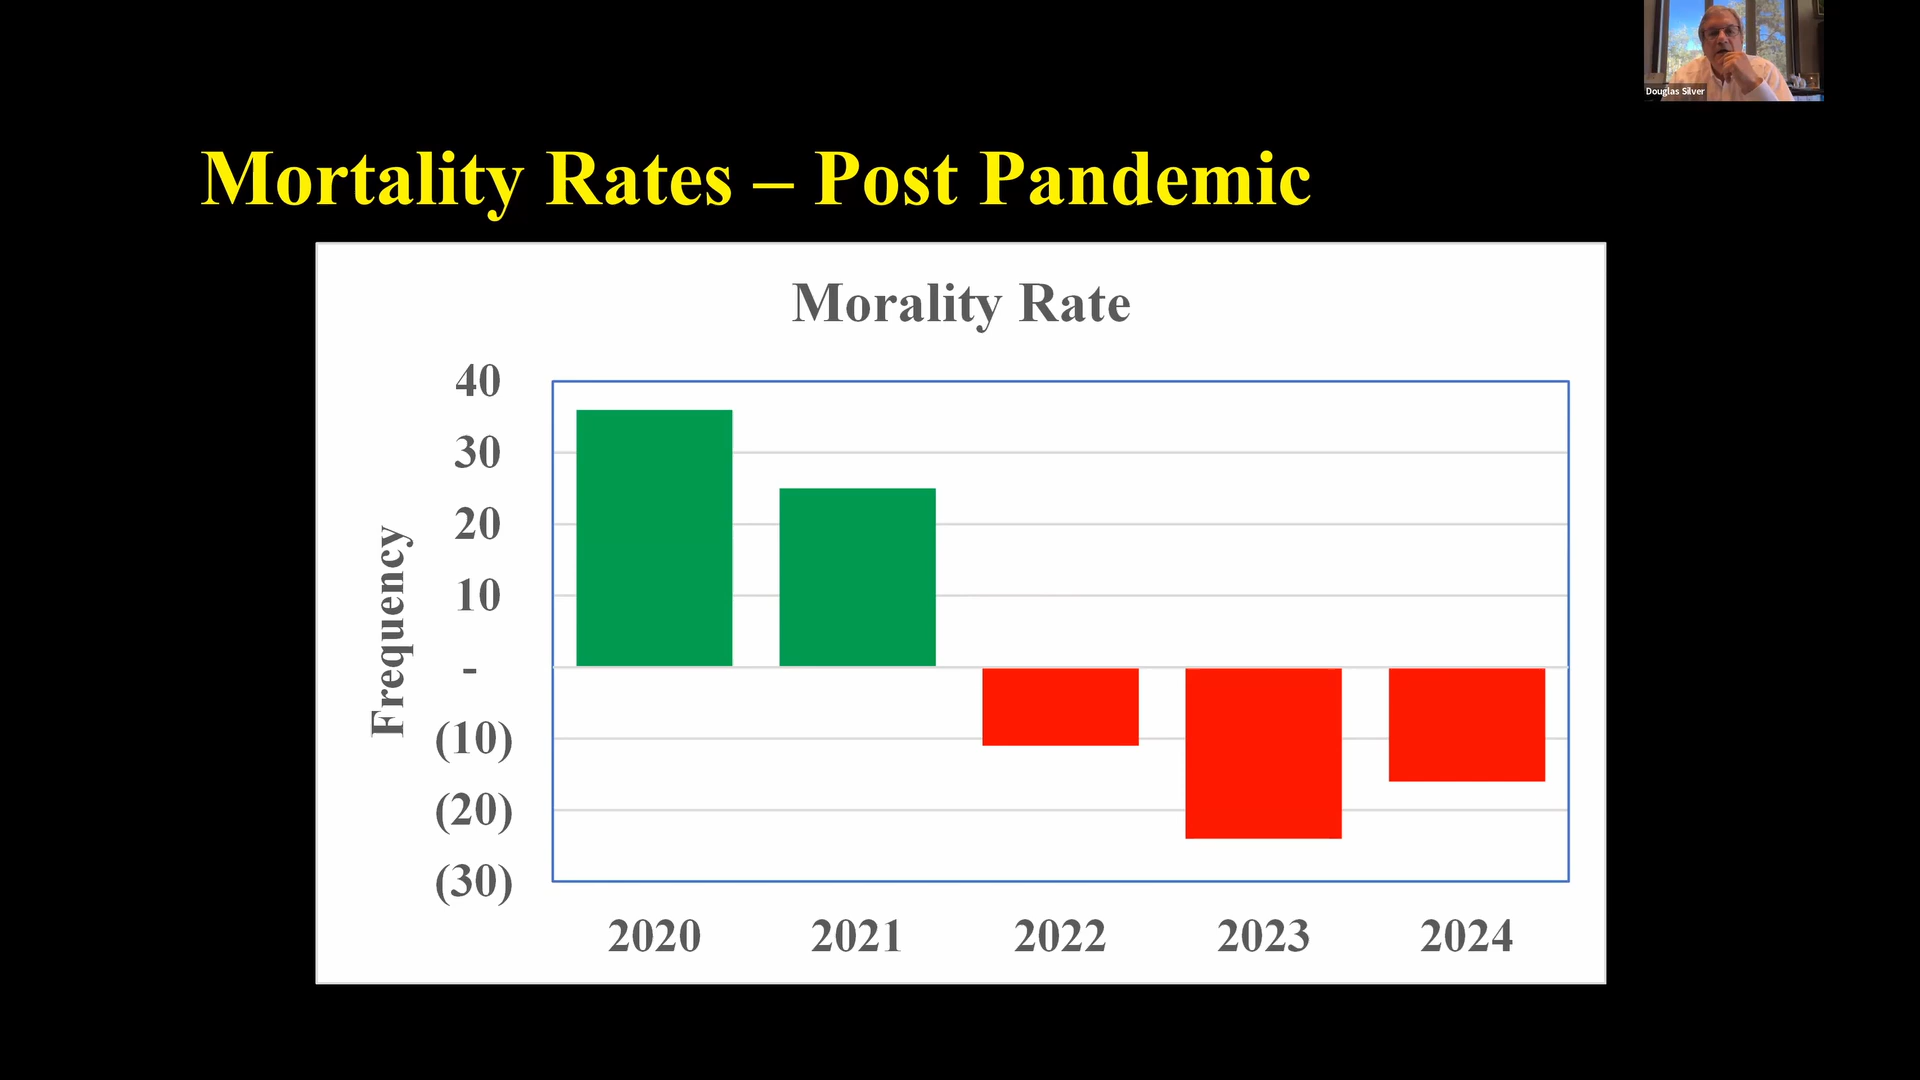 Douglas Silver
Mortality Rates – Post Pandemic
Morality Rate
Frequency
40
30
20
10
-
(10)
(20)
(30)
2020 2021 2022 2023 2024